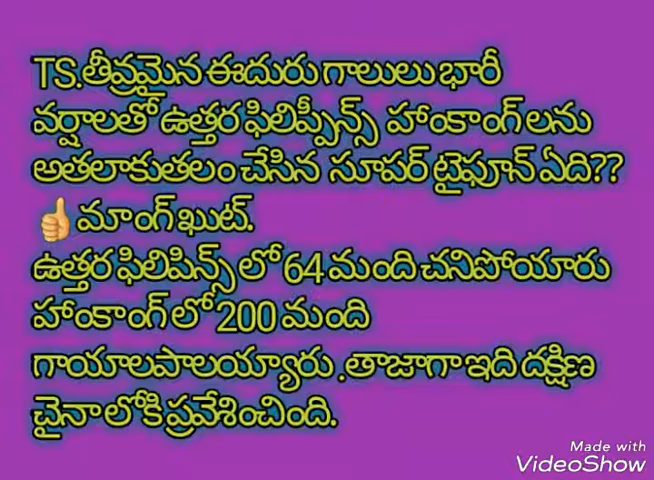 TS.తీవ్రమైన ఈదురు గాలులు భారీ
వర్షాలతో ఉత్తర ఫిలిప్పీన్స్ హాంకాంగ్ లను
అతలాకుతలం చేసిన సూపర్ టైఫూన్ ఏది??
👍మాంగ్ ఖుట్.
ఉత్తర ఫిలిపిన్స్ లో 64 మంది చనిపోయారు
హాంకాంగ్ లో 200 మంది
గాయాలపాలయ్యారు .తాజాగా ఇది దక్షిణ
చైనా లోకి ప్రవేశించింది.
Made with
VideoShow